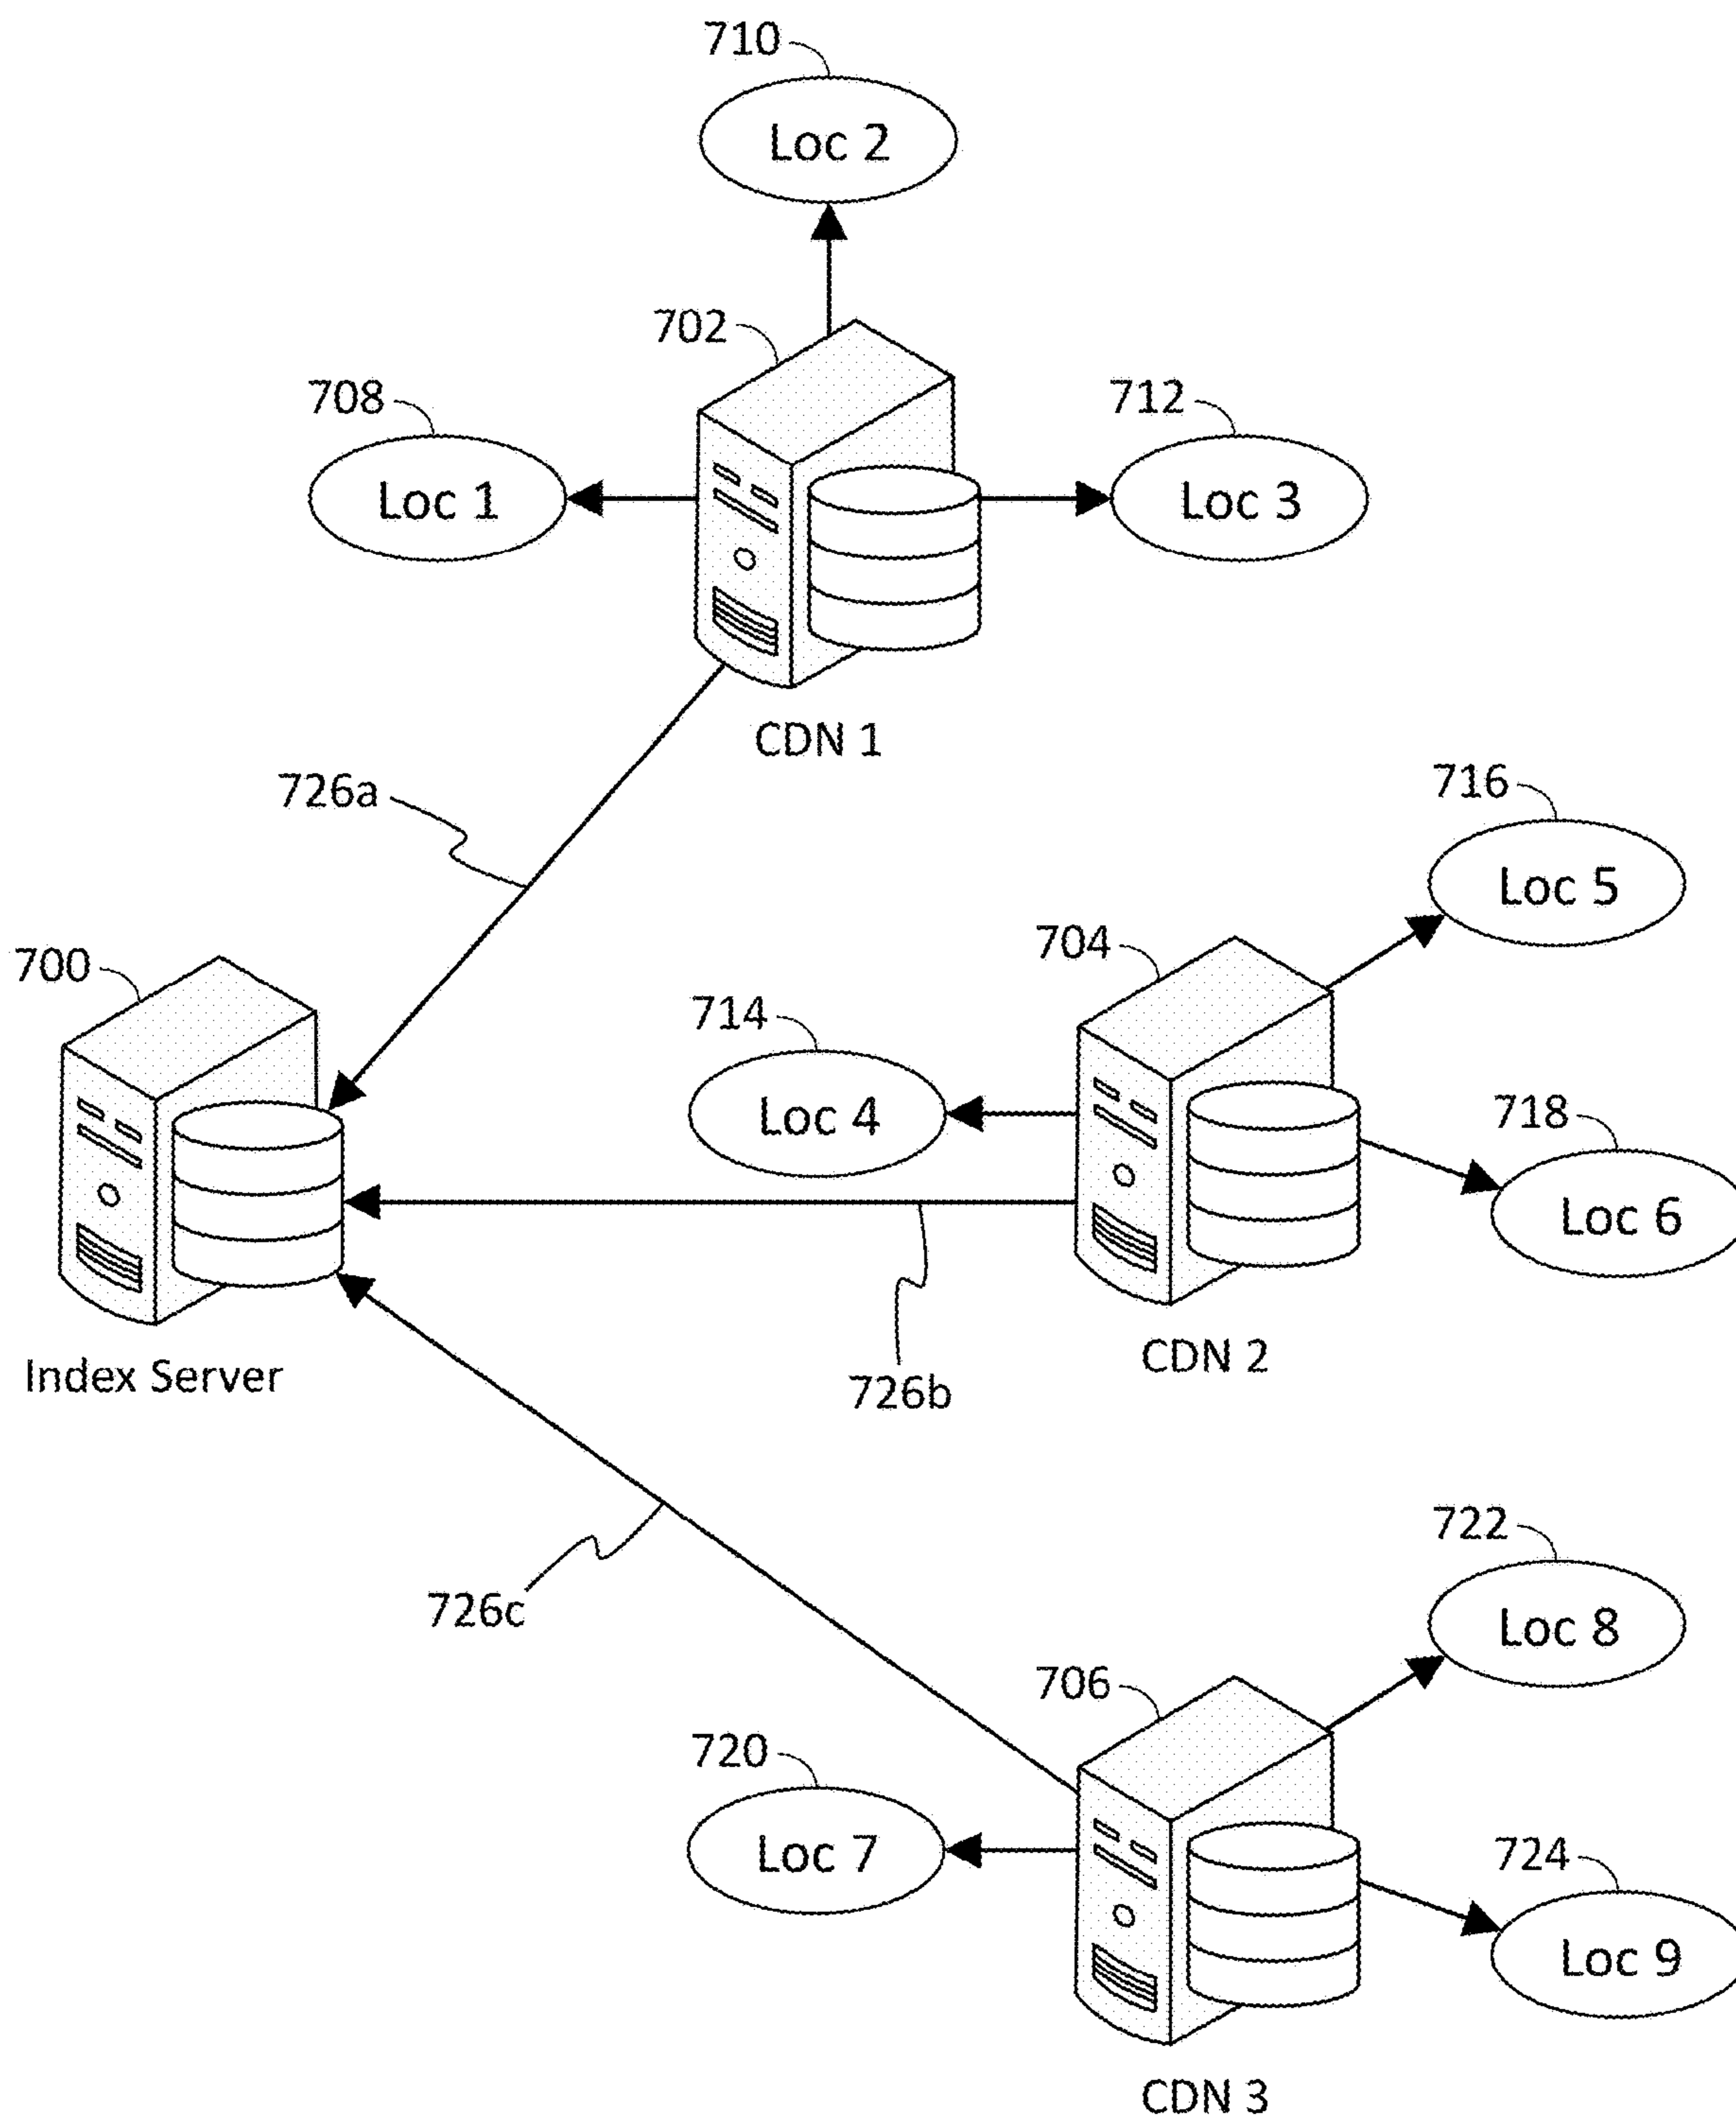 710
Loc 2
702
708
712
Loc 1
Loc 3
CDN 1
726a
716
Loc 5
704
700
714
Loc 4
718
Loc 6
CDN 2
Index Server
726b
722
726c
Loc 8
706
720
Loc 7
724
Loc 9
CDN 3